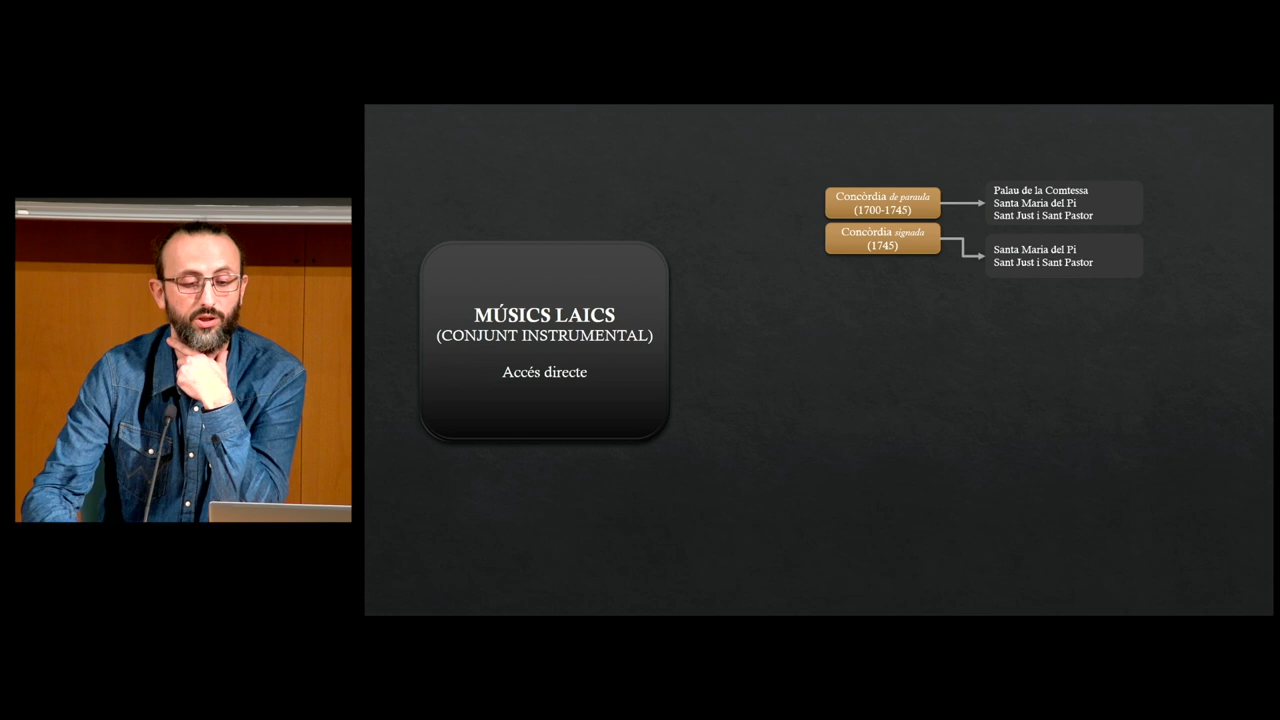 MÚSICS LAICS
(CONJUNT INSTRUMENTAL)
Accés directe
Concòrdia de paraula
(1700-1745)
Palau de la Comtessa
Santa Maria del Pi
Sant Just i Sant Pastor
Concòrdia signada
(1745)
Santa Maria del Pi
Sant Just i Sant Pastor